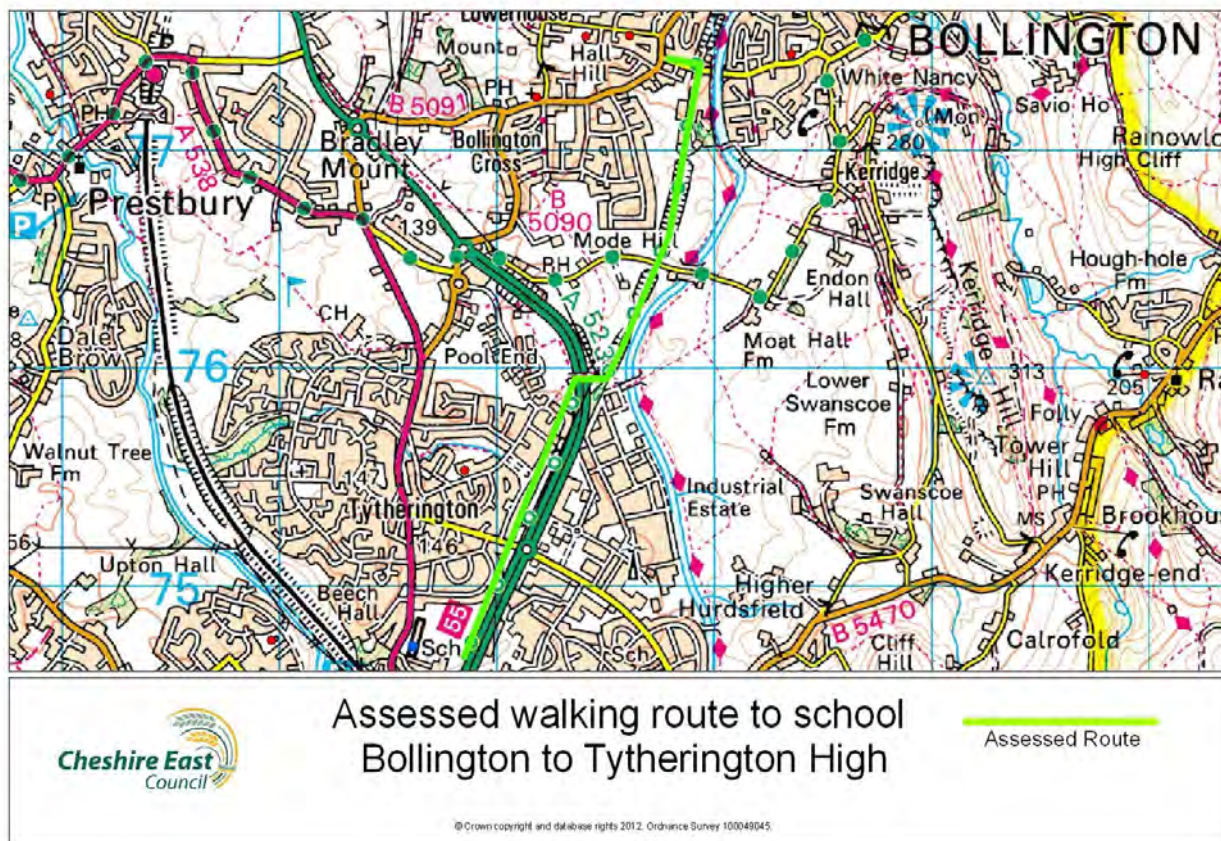 Lowerhouse
BOLLINGTON
P
Mount
Hall
Hill
White Nancy
Savio Ho
PH
PH
B 5091
Mon
280
Rainowlo
High Cliff
77
A 538
Bradley
Mount
Bollington
Cross
Kerridge
Prestbury
P
139
B
5090
Mode Hill
PH
Endon
Hall
Hough-hole
Fm
A 523
Kerridge Hill
CH
Dale
Brow
76
Pool End
Moat Hall
Fm
313
205
Ra
Lower
Swanscoe
Fm
Folly
Tower
Hill
Walnut Tree
Fm
147
Tytherington
Industrial
Estate
Swanscoe
Hall
PH
MS
Brookhou
56
146
Upton Hall
75
Beech
Hall
Higher
Hurdsfield
Kerridge-end
55
B 5470
Sch
Sch
Cliff
Hill
Calrofold
Cheshire East
Council
Assessed walking route to school
Bollington to Tytherington High
Assessed Route
© Crown copyright and database rights 2012. Ordnance Survey 100049045.